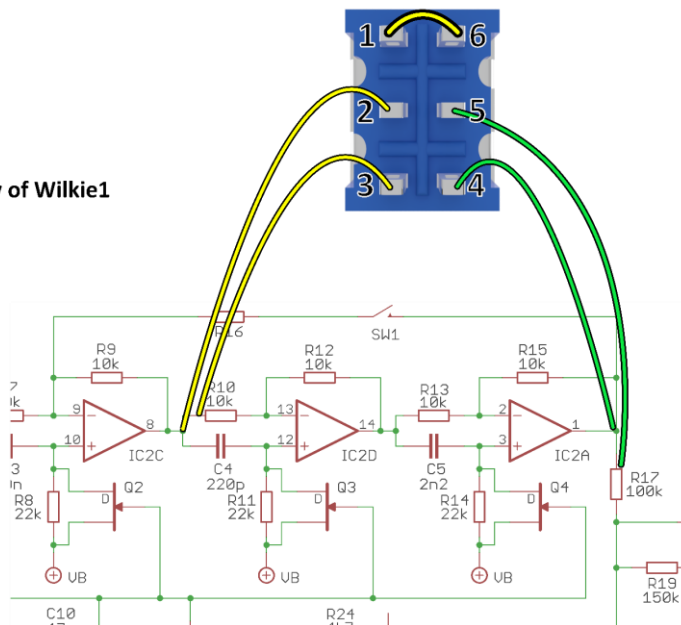 1 6
2 5
3 4
y of Wilkie1
R16
SW1
R9
10k
R12
10k
R15
10k
R10
10k
R13
10k
9
10
8
IC2C
13
12
14
IC2D
2
3
1
IC2A
C4
220p
C5
2n2
R8
22k
D
Q2
R11
22k
D
Q3
R14
22k
D
Q4
R17
100k
VB
VB
VB
R19
150k
C10
R24